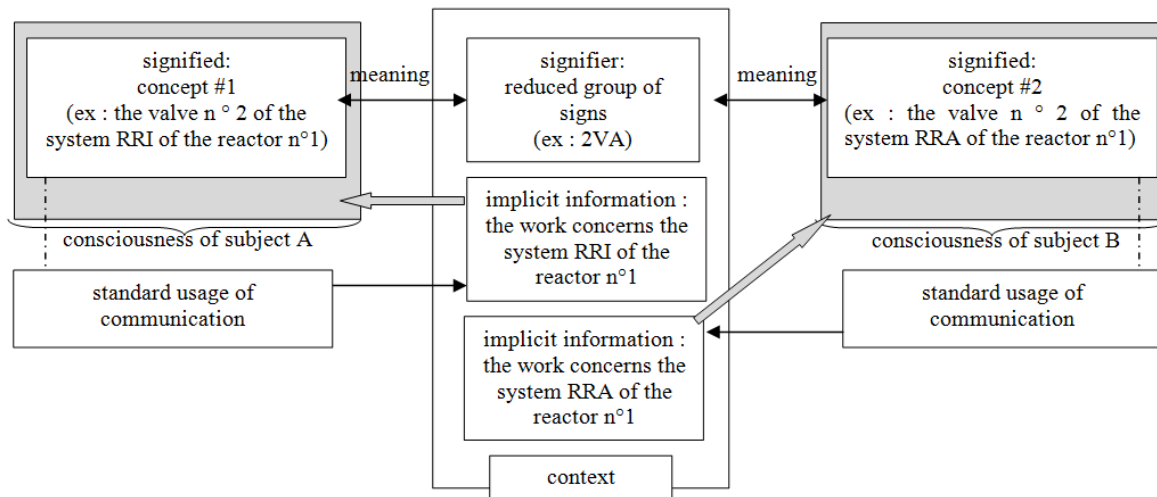 signified:
concept #1
(ex : the valve n ° 2 of the
system RRI of the reactor n°1)
meaning
signifier:
reduced group of
signs
(ex : 2VA)
meaning
signified:
concept #2
(ex : the valve n ° 2 of the
system RRA of the reactor n°1)
consciousness of subject A
implicit information :
the work concerns the
system RRI of the
reactor n°1
consciousness of subject B
standard usage of
communication
implicit information :
the work concerns the
system RRA of the
reactor n°1
standard usage of
communication
context